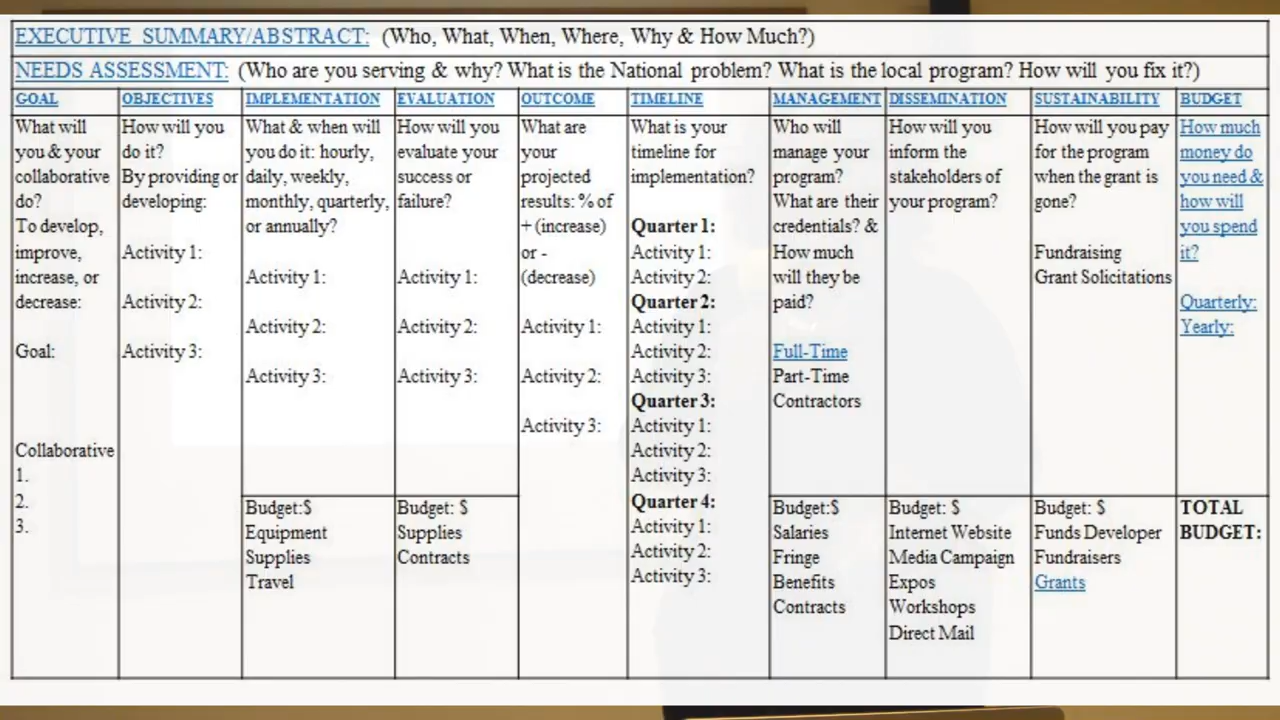 EXECUTIVE SUMMARY/ABSTRACT: (Who, What, When, Where, Why & How Much?)
NEEDS ASSESSMENT: (Who are you serving & why? What is the National problem? What is the local program? How will you fix it?)
GOAL
What will
you & your
collaborative
do?
To develop,
improve,
increase, or
decrease:
Goal:
Collaborative
1.
2.
3.
OBJECTIVES
How will you
do it?
By providing or
developing:
Activity 1:
Activity 2:
Activity 3:
IMPLEMENTATION
What & when will
you do it: hourly,
daily, weekly,
monthly, quarterly,
or annually?
Activity 1:
Activity 2:
Activity 3:
Budget:$
Equipment
Supplies
Travel
EVALUATION
How will you
evaluate your
success or
failure?
Activity 1:
Activity 2:
Activity 3:
Budget: $
Supplies
Contracts
OUTCOME
What are
your
projected
results: % of
+ (increase)
or -
(decrease)
Activity 1:
Activity 2:
Activity 3:
TIMELINE
What is your
timeline for
implementation?
Quarter 1:
Activity 1:
Activity 2:
Quarter 2:
Activity 1:
Activity 2:
Activity 3:
Quarter 3:
Activity 1:
Activity 2:
Activity 3:
Quarter 4:
Activity 1:
Activity 2:
Activity 3:
MANAGEMENT
Who will
manage your
program?
What are their
credentials? &
How much
will they be
paid?
Full-Time
Part-Time
Contractors
Budget:$
Salaries
Fringe
Benefits
Contracts
DISSEMINATION
How will you
inform the
stakeholders of
your program?
Budget: $
Internet Website
Media Campaign
Expos
Workshops
Direct Mail
SUSTAINABILITY
How will you pay
for the program
when the grant is
gone?
Fundraising
Grant Solicitations
Budget: $
Funds Developer
Fundraisers
Grants
BUDGET
How much
money do
you need &
how will
you spend
it?
Quarterly:
Yearly:
TOTAL
BUDGET: